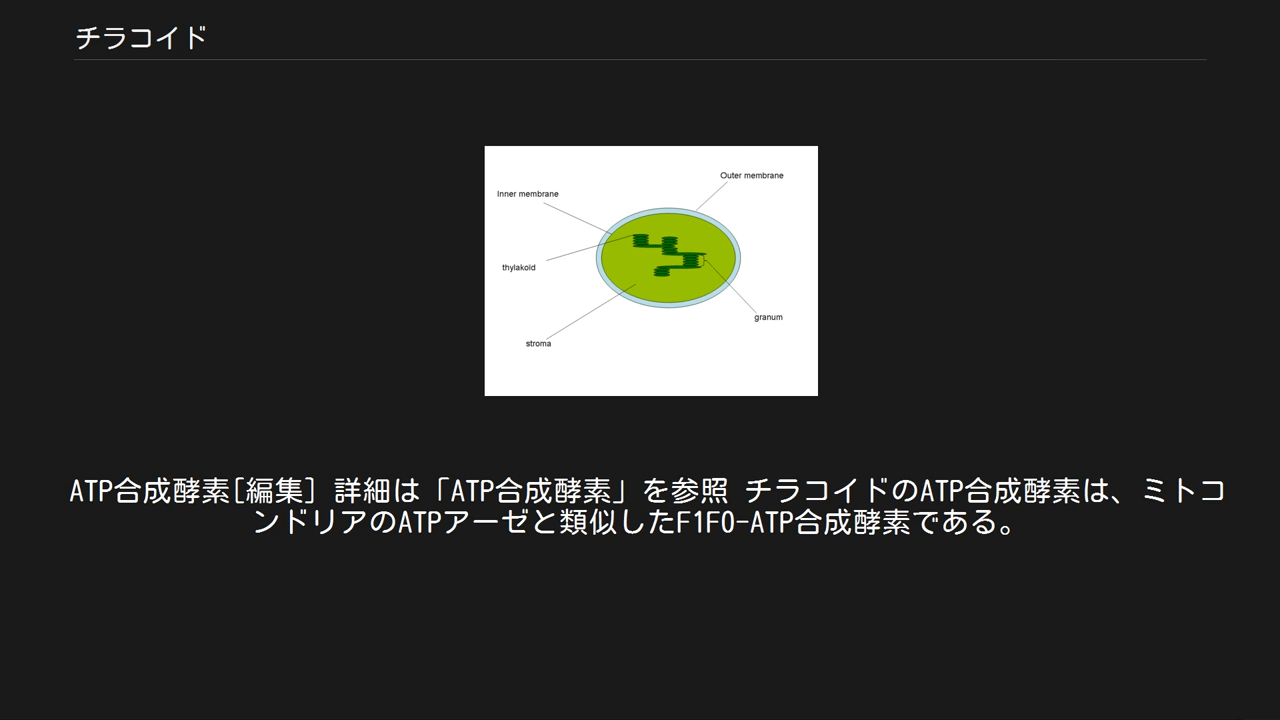 チラコイド
Outer membrane
Inner membrane
thylakoid
granum
stroma
ATP合成酵素[編集] 詳細は「ATP合成酵素」を参照 チラコイドのATP合成酵素は、ミトコ
ンドリアのATPアーゼと類似したF1F0-ATP合成酵素である。